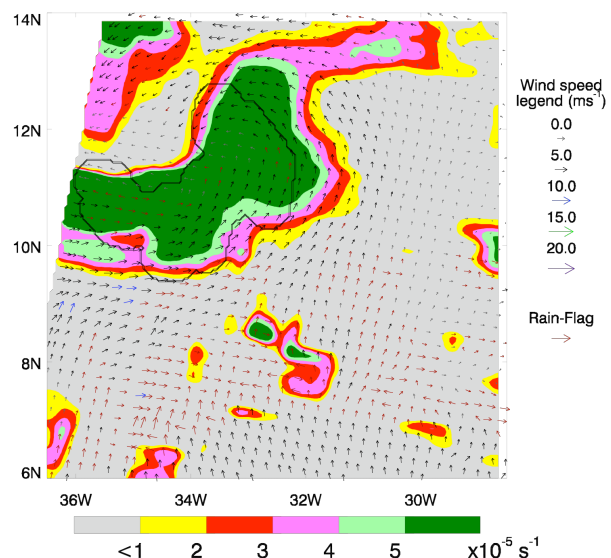 14N
12N
10N
8N
6N
36W 34W 32W 30W
<1 2 3 4 5 x10⁻⁵ s⁻¹
Wind speed
legend (ms⁻¹)
0.0
5.0
10.0
15.0
20.0
Rain-Flag